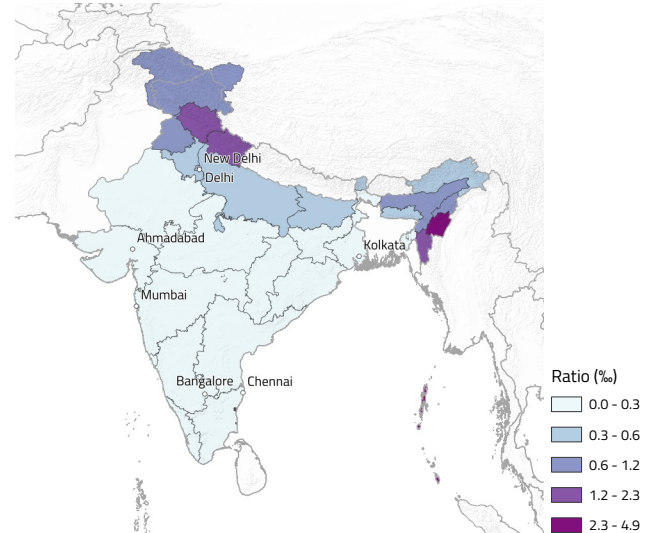 New Delhi
Delhi
Ahmadabad
Kolkata
Mumbai
Bangalore
Chennai
Ratio (‰)
0.0 - 0.3
0.3 - 0.6
0.6 - 1.2
1.2 - 2.3
2.3 - 4.9